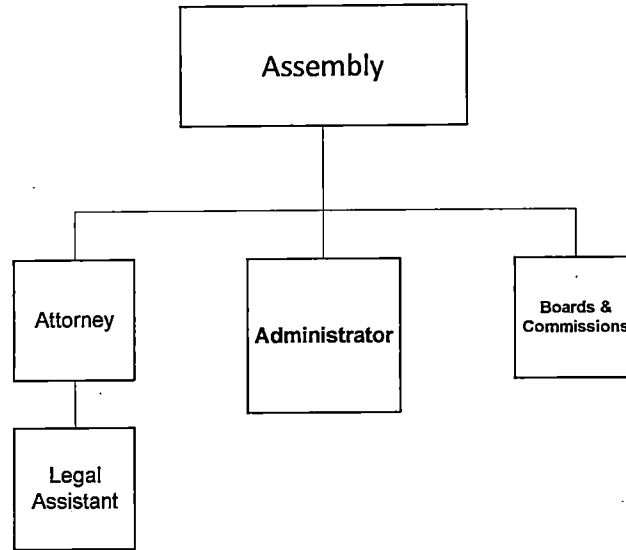 Assembly
Attorney
Administrator
Boards &
Commissions
Legal
Assistant